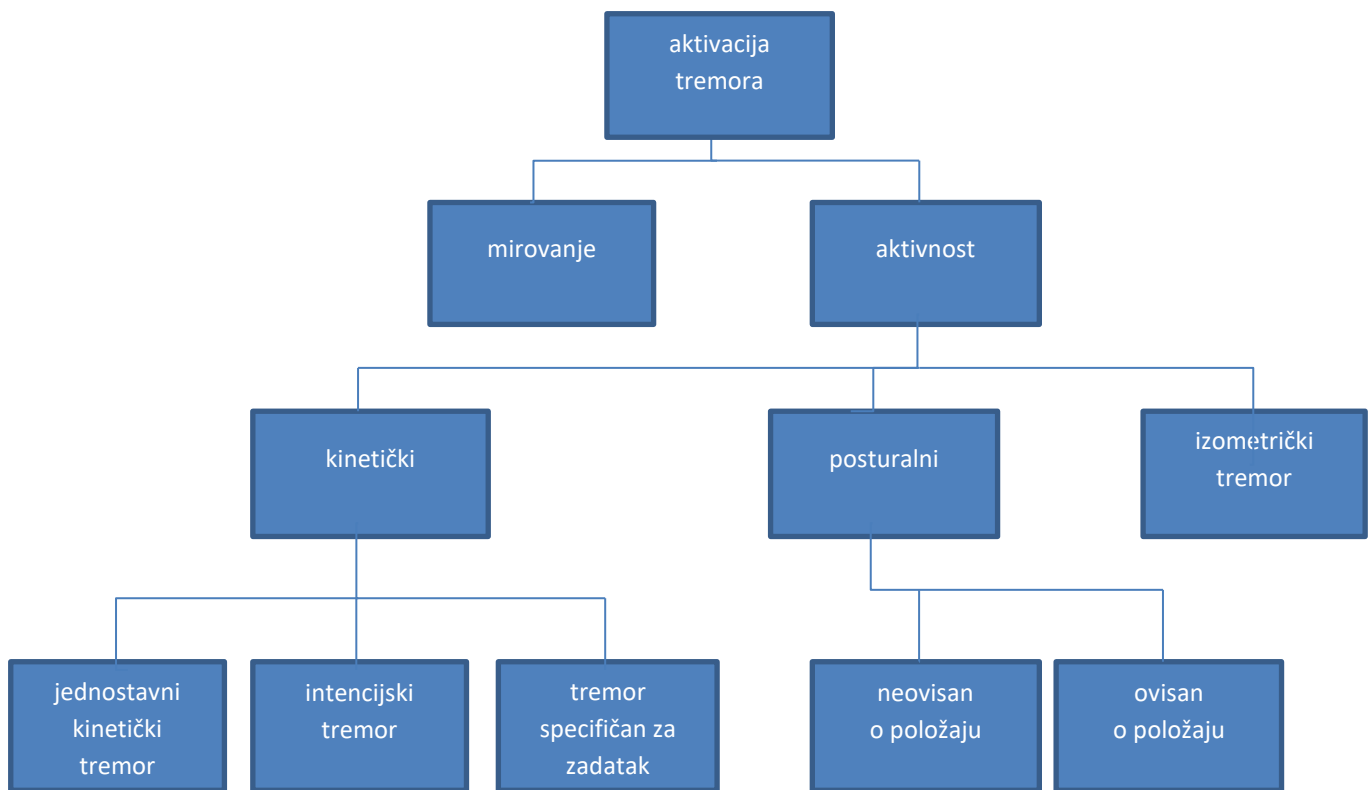 aktivacija
tremora
mirovanje
aktivnost
kinetički
posturalni
izometrički
tremor
jednostavni
kinetički
tremor
intencijski
tremor
tremor
specifičan za
zadatak
neovisan
o položaju
ovisan
o položaju